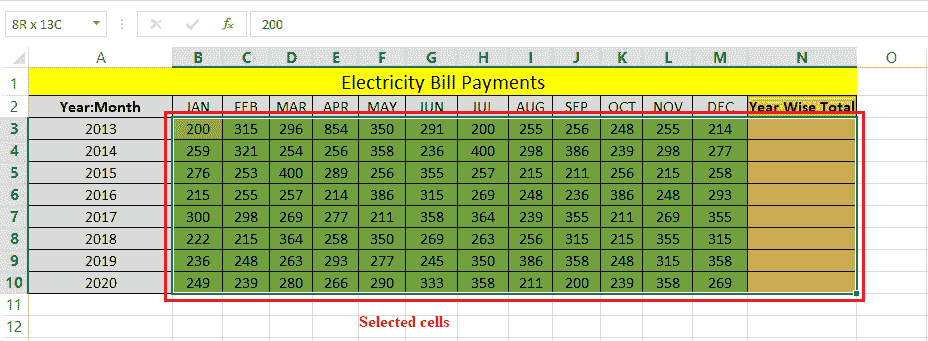 8R x 13C fx 200
A B C D E F G H I J K L M N O
1 Electricity Bill Payments
2 Year:Month JAN FEB MAR APR MAY JUN JUL AUG SEP OCT NOV DEC Year Wise Total
3 2013 200 315 296 854 350 291 200 255 256 248 255 214
4 2014 259 321 254 256 358 236 400 298 386 239 298 277
5 2015 276 253 400 289 256 355 257 215 211 256 215 258
6 2016 215 255 257 214 386 315 269 248 236 386 248 293
7 2017 300 298 269 277 211 358 364 239 355 211 269 355
8 2018 222 215 364 258 350 269 263 256 315 215 355 315
9 2019 236 248 263 293 277 245 350 386 358 248 315 358
10 2020 249 239 280 266 290 333 358 211 200 239 358 269
11
12 Selected cells